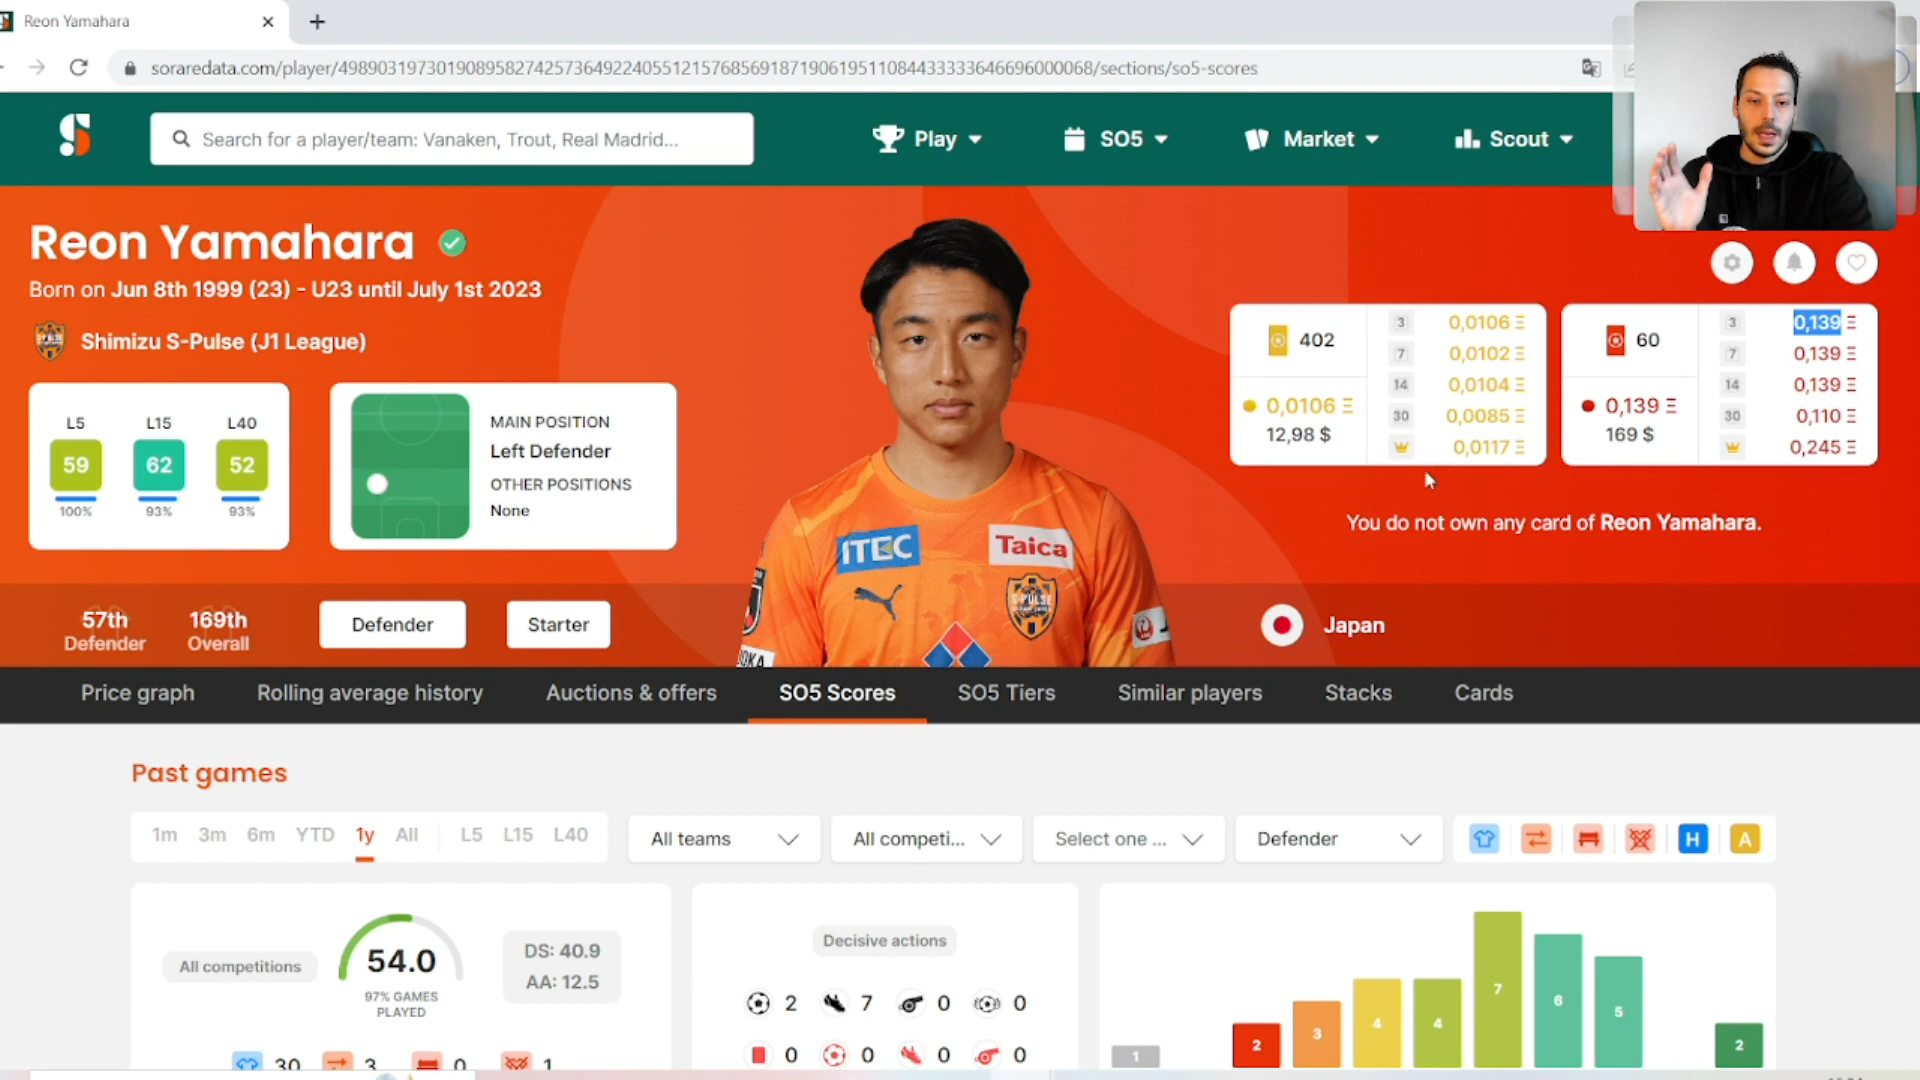 Reon Yamahara
soraredata.com/player/49890319730190895827425736492240551215768569187190619511084433333646696000068/sections/so5-scores
Search for a player/team: Vanaken, Trout, Real Madrid...
Play
SO5
Market
Scout
Reon Yamahara
Born on Jun 8th 1999 (23) - U23 until July 1st 2023
Shimizu S-Pulse (J1 League)
L5 L15 L40
59 62 52
100% 93% 93%
MAIN POSITION
Left Defender
OTHER POSITIONS
None
402
0,0106 Ξ
12,98 $
3 0,0106 Ξ
7 0,0102 Ξ
14 0,0104 Ξ
30 0,0085 Ξ
0,0117 Ξ
60
0,139 Ξ
169 $
3 0,139 Ξ
7 0,139 Ξ
14 0,139 Ξ
30 0,110 Ξ
0,245 Ξ
You do not own any card of Reon Yamahara.
ITEC
Taica
S-PULSE
57th
Defender
169th
Overall
Defender
Starter
Japan
Price graph
Rolling average history
Auctions & offers
SO5 Scores
SO5 Tiers
Similar players
Stacks
Cards
Past games
1m 3m 6m YTD 1y All L5 L15 L40
All teams
All competi...
Select one ...
Defender
H
A
All competitions
54.0
97% GAMES
PLAYED
DS: 40.9
AA: 12.5
30 3 0 1
Decisive actions
2 7 0 0
0 0 0 0
1 2 3 4 4 7 6 5 2